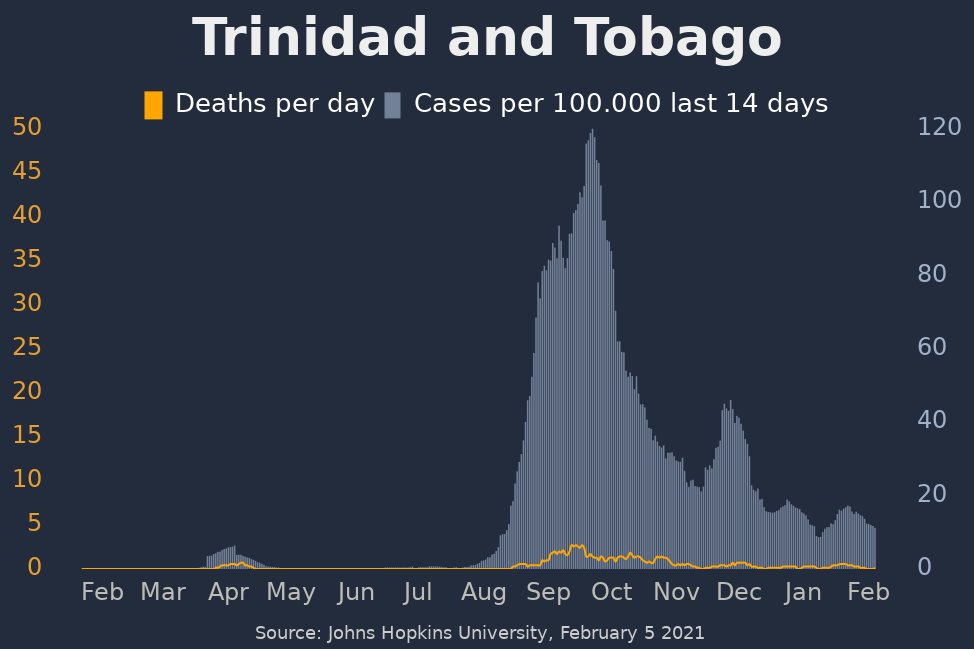 Trinidad and Tobago
Deaths per day Cases per 100.000 last 14 days
50 120
45
40 100
35
30 80
25 60
20
15 40
10 20
5
0 0
Feb Mar Apr May Jun Jul Aug Sep Oct Nov Dec Jan Feb
Source: Johns Hopkins University, February 5 2021